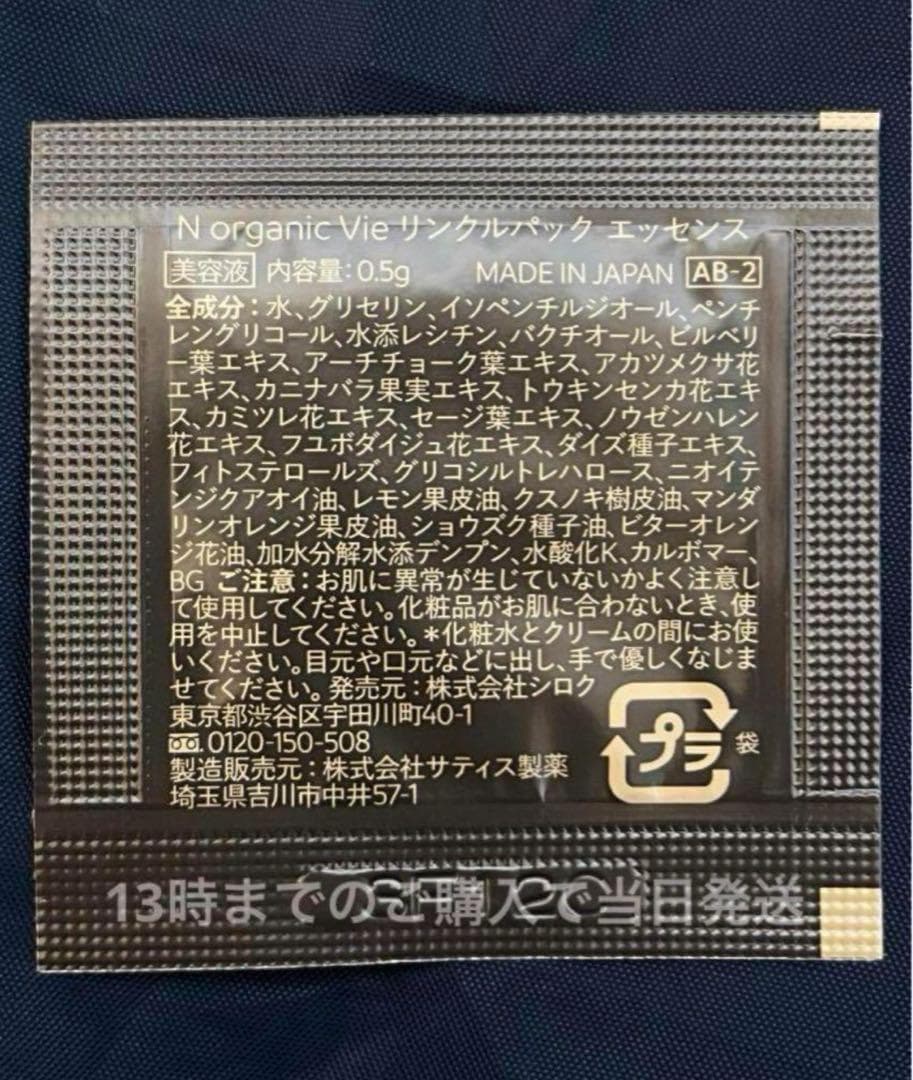 N organic Vie リンクルパック エッセンス
美容液 内容量：0.5g MADE IN JAPAN AB-2
全成分：水、グリセリン、イソペンチルジオール、ペンチ
レングリコール、水添レシチン、バクチオール、ビルベリ
ー葉エキス、アーチチョーク葉エキス、アカツメクサ花
エキス、カニナバラ果実エキス、トウキンセンカ花エキ
ス、カミツレ花エキス、セージ葉エキス、ノウゼンハレン
花エキス、フユボダイジュ花エキス、ダイズ種子エキス、
フィトステロールズ、グリコシルトレハロース、ニオイテ
ンジクアオイ油、レモン果皮油、クスノキ樹皮油、マンダ
リンオレンジ果皮油、ショウズク種子油、ビターオレン
ジ花油、加水分解水添デンプン、水酸化K、カルボマー、
BG ご注意：お肌に異常が生じていないかよく注意し
て使用してください。化粧品がお肌に合わないとき、使
用を中止してください。＊化粧水とクリームの間にお使
いください。目元や口元などに出し、手で優しくなじま
せてください。発売元：株式会社シロク
東京都渋谷区宇田川町40-1
0120-150-508
製造販売元：株式会社サティス製薬
埼玉県吉川市中井57-1
プラ 袋
13時までのご購入で当日発送